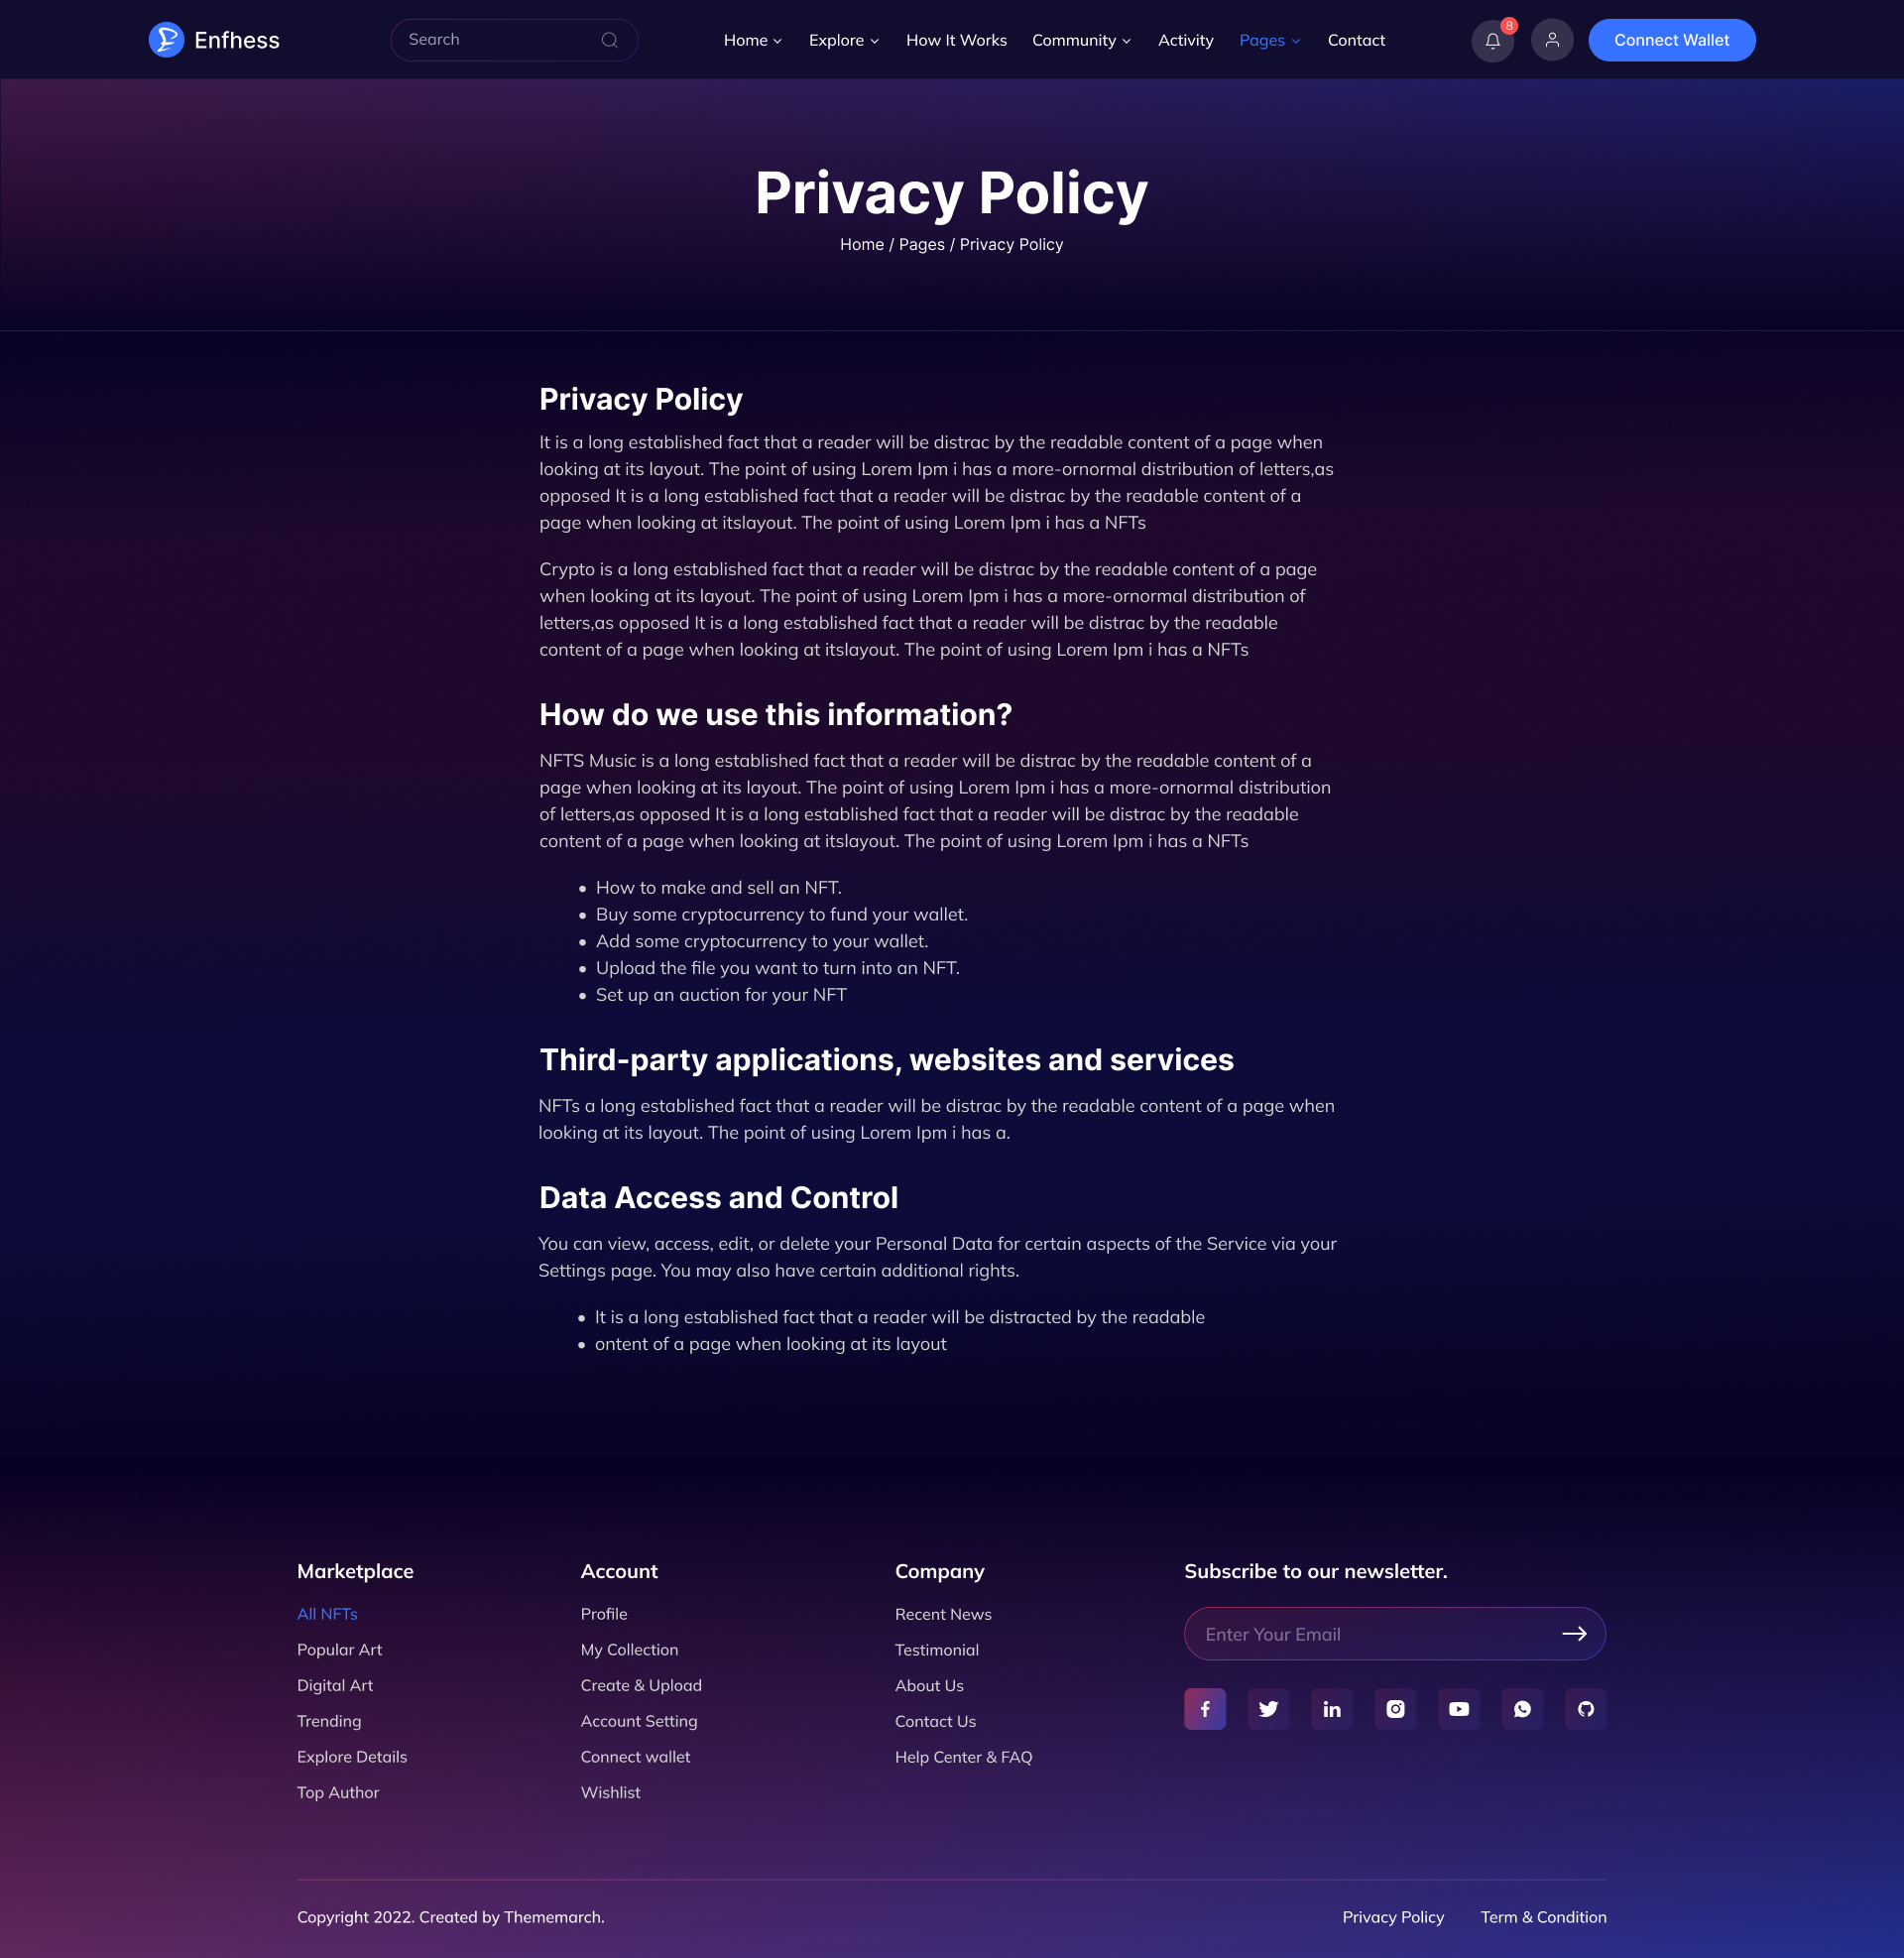 Enfhess
Search
Home
Explore
How It Works
Community
Activity
Pages
Contact
8
Connect Wallet
Privacy Policy
Home / Pages / Privacy Policy
Privacy Policy
It is a long established fact that a reader will be distrac by the readable content of a page when
looking at its layout. The point of using Lorem Ipm i has a more-ornormal distribution of letters,as
opposed It is a long established fact that a reader will be distrac by the readable content of a
page when looking at itslayout. The point of using Lorem Ipm i has a NFTs
Crypto is a long established fact that a reader will be distrac by the readable content of a page
when looking at its layout. The point of using Lorem Ipm i has a more-ornormal distribution of
letters,as opposed It is a long established fact that a reader will be distrac by the readable
content of a page when looking at itslayout. The point of using Lorem Ipm i has a NFTs
How do we use this information?
NFTS Music is a long established fact that a reader will be distrac by the readable content of a
page when looking at its layout. The point of using Lorem Ipm i has a more-ornormal distribution
of letters,as opposed It is a long established fact that a reader will be distrac by the readable
content of a page when looking at itslayout. The point of using Lorem Ipm i has a NFTs
• How to make and sell an NFT.
• Buy some cryptocurrency to fund your wallet.
• Add some cryptocurrency to your wallet.
• Upload the file you want to turn into an NFT.
• Set up an auction for your NFT
Third-party applications, websites and services
NFTs a long established fact that a reader will be distrac by the readable content of a page when
looking at its layout. The point of using Lorem Ipm i has a.
Data Access and Control
You can view, access, edit, or delete your Personal Data for certain aspects of the Service via your
Settings page. You may also have certain additional rights.
• It is a long established fact that a reader will be distracted by the readable
• ontent of a page when looking at its layout
Marketplace
All NFTs
Popular Art
Digital Art
Trending
Explore Details
Top Author
Account
Profile
My Collection
Create & Upload
Account Setting
Connect wallet
Wishlist
Company
Recent News
Testimonial
About Us
Contact Us
Help Center & FAQ
Subscribe to our newsletter.
Enter Your Email
Copyright 2022. Created by Thememarch.
Privacy Policy
Term & Condition